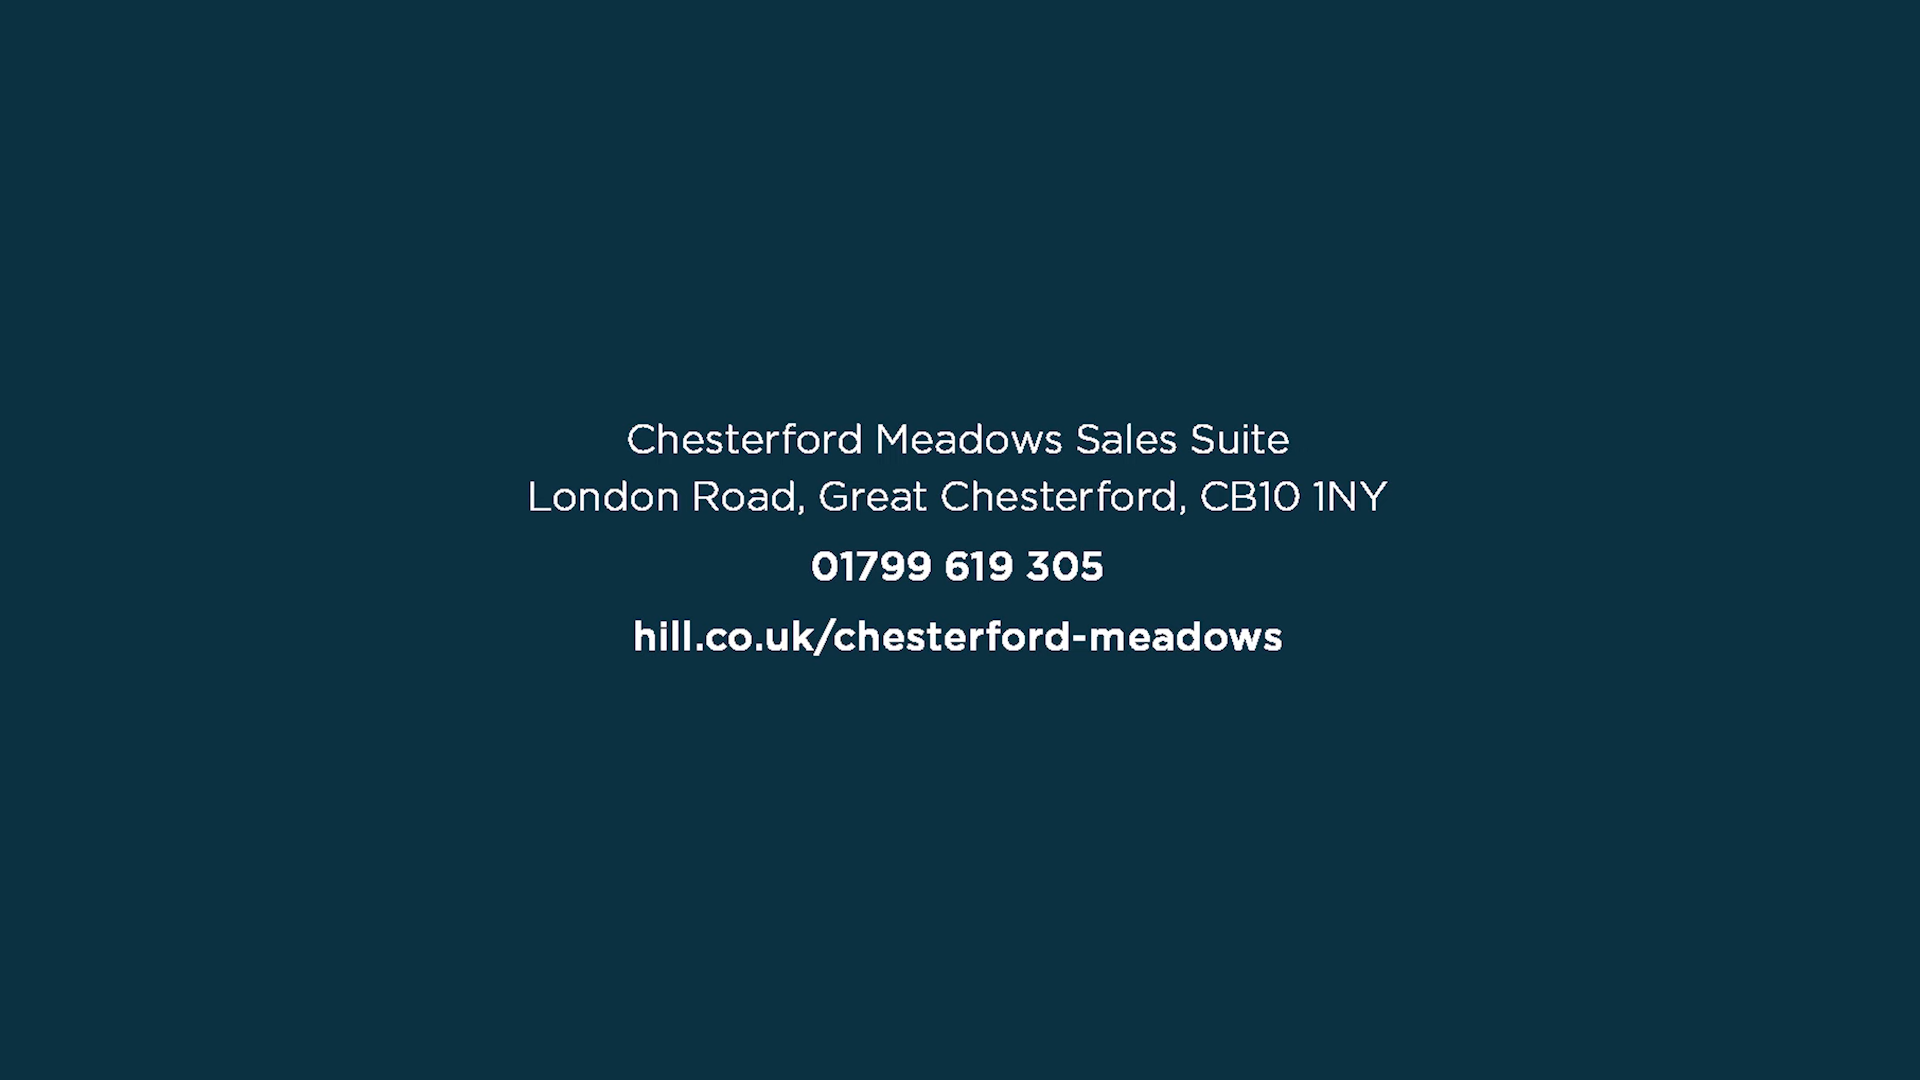 Chesterford Meadows Sales Suite
London Road, Great Chesterford, CB10 1NY
01799 619 305
hill.co.uk/chesterford-meadows